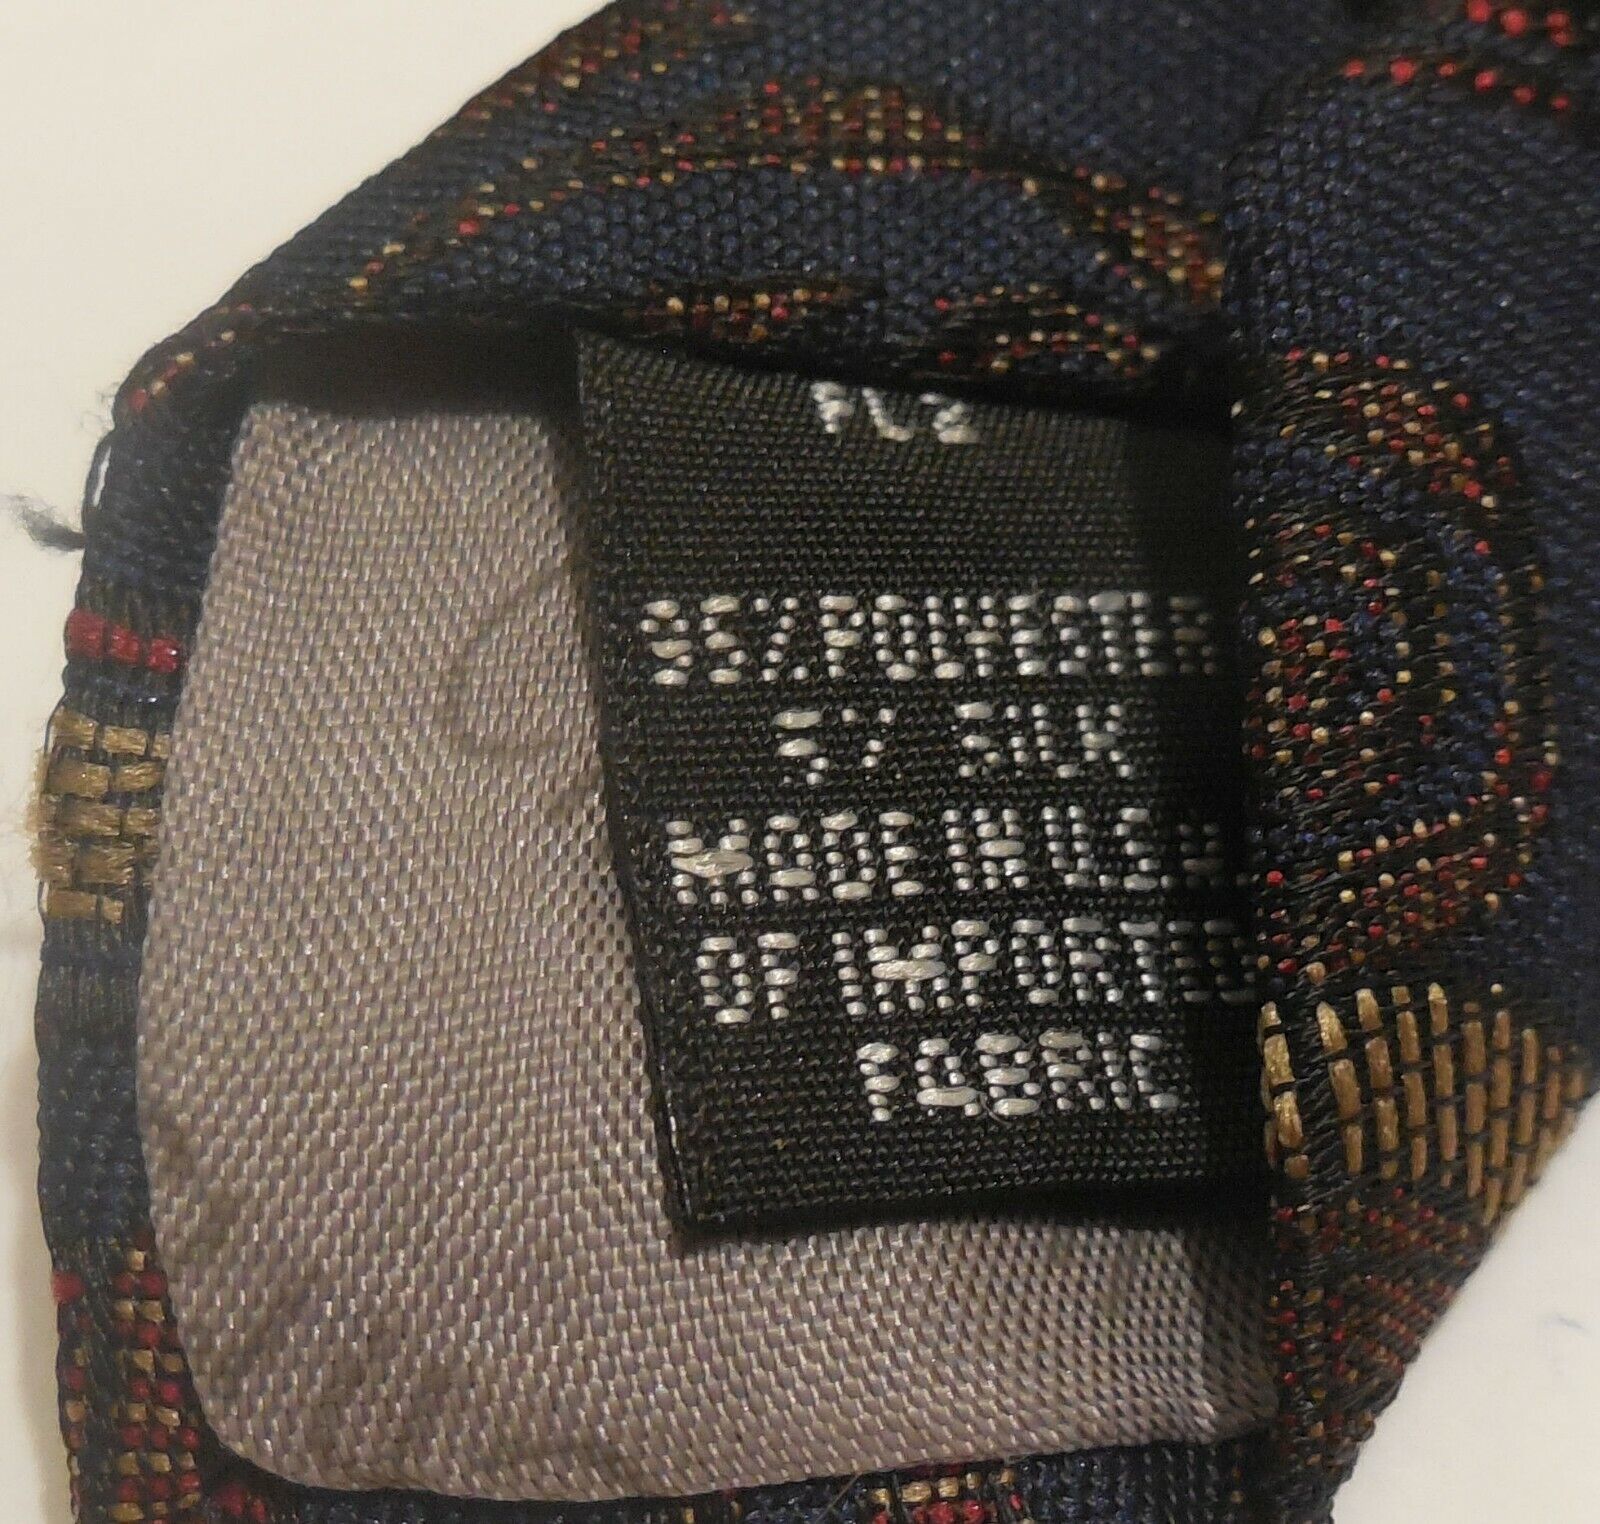 95% POLYESTER
5% SILK
MADE IN U.S.A.
OF IMPORTED
FABRIC